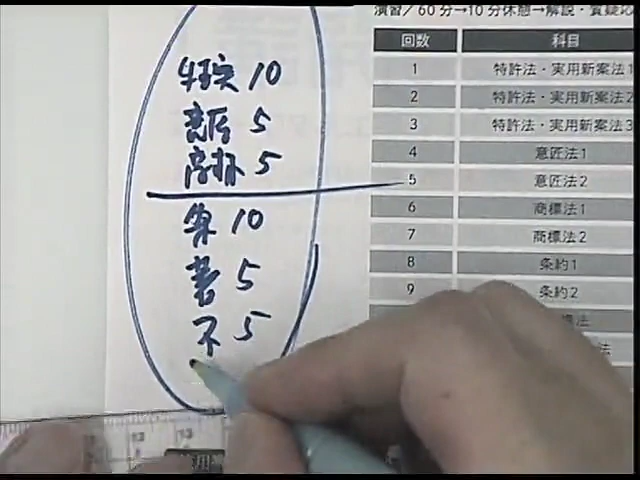 演習/60分→10分休憩→解説・質疑応
回数 科目
1 特許法・実用新案法1
2 特許法・実用新案法2
3 特許法・実用新案法3
4 意匠法1
5 意匠法2
6 商標法1
7 商標法2
8 条約1
9 条約2
特実 10
意匠 5
商標 5
条 10
著 5
不 5